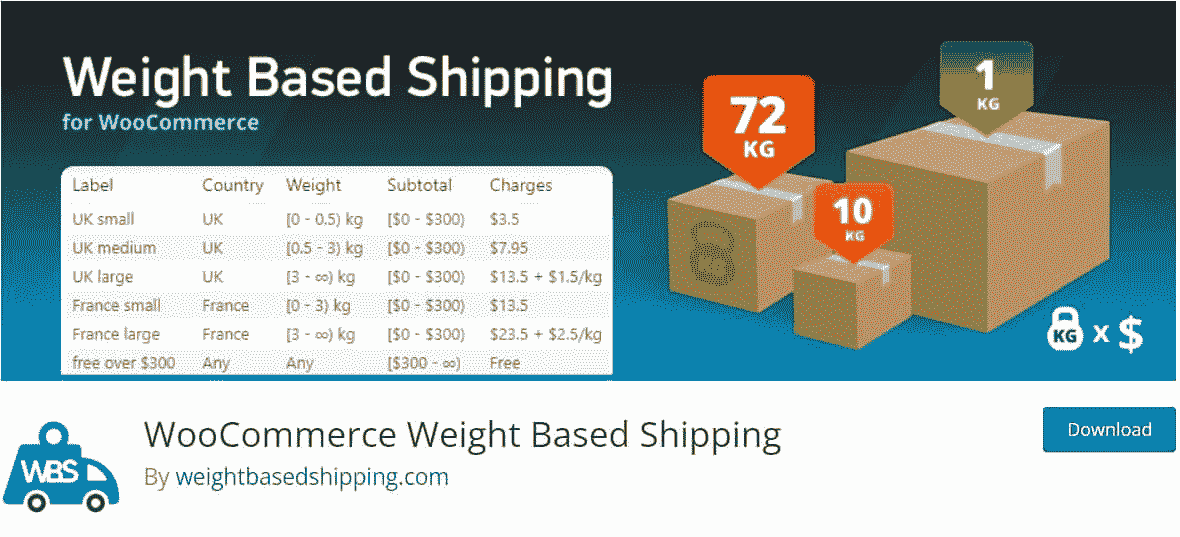 Weight Based Shipping
for WooCommerce
Label Country Weight Subtotal Charges
UK small UK [0 - 0.5) kg [$0 - $300) $3.5
UK medium UK [0.5 - 3) kg [$0 - $300) $7.95
UK large UK [3 - ∞) kg [$0 - $300) $13.5 + $1.5/kg
France small France [0 - 3) kg [$0 - $300) $13.5
France large France [3 - ∞) kg [$0 - $300) $23.5 + $2.5/kg
free over $300 Any Any [$300 - ∞) Free
72
KG
1
KG
10
KG
KG x $
WBS
WooCommerce Weight Based Shipping
By weightbasedshipping.com
Download